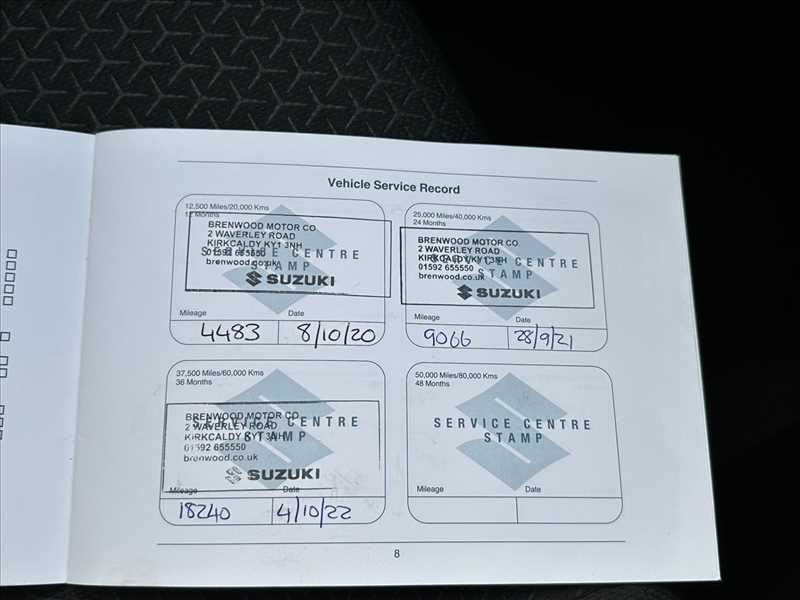 Vehicle Service Record
12,500 Miles/20,000 Kms
12 Months
BRENWOOD MOTOR CO
2 WAVERLEY ROAD
KIRKCALDY KY1 3NH
01592 655550
brenwood.co.uk
SERVICE CENTRE
STAMP
SUZUKI
Mileage Date
4483 8/10/20
25,000 Miles/40,000 Kms
24 Months
BRENWOOD MOTOR CO
2 WAVERLEY ROAD
KIRKCALDY KY1 3NH
01592 655550
brenwood.co.uk
SERVICE CENTRE
STAMP
SUZUKI
Mileage Date
9066 28/9/21
37,500 Miles/60,000 Kms
36 Months
BRENWOOD MOTOR CO
2 WAVERLEY ROAD
KIRKCALDY KY1 3NH
01592 655550
brenwood.co.uk
SERVICE CENTRE
STAMP
SUZUKI
Mileage Date
18240 4/10/22
50,000 Miles/80,000 Kms
48 Months
SERVICE CENTRE
STAMP
Mileage Date
8